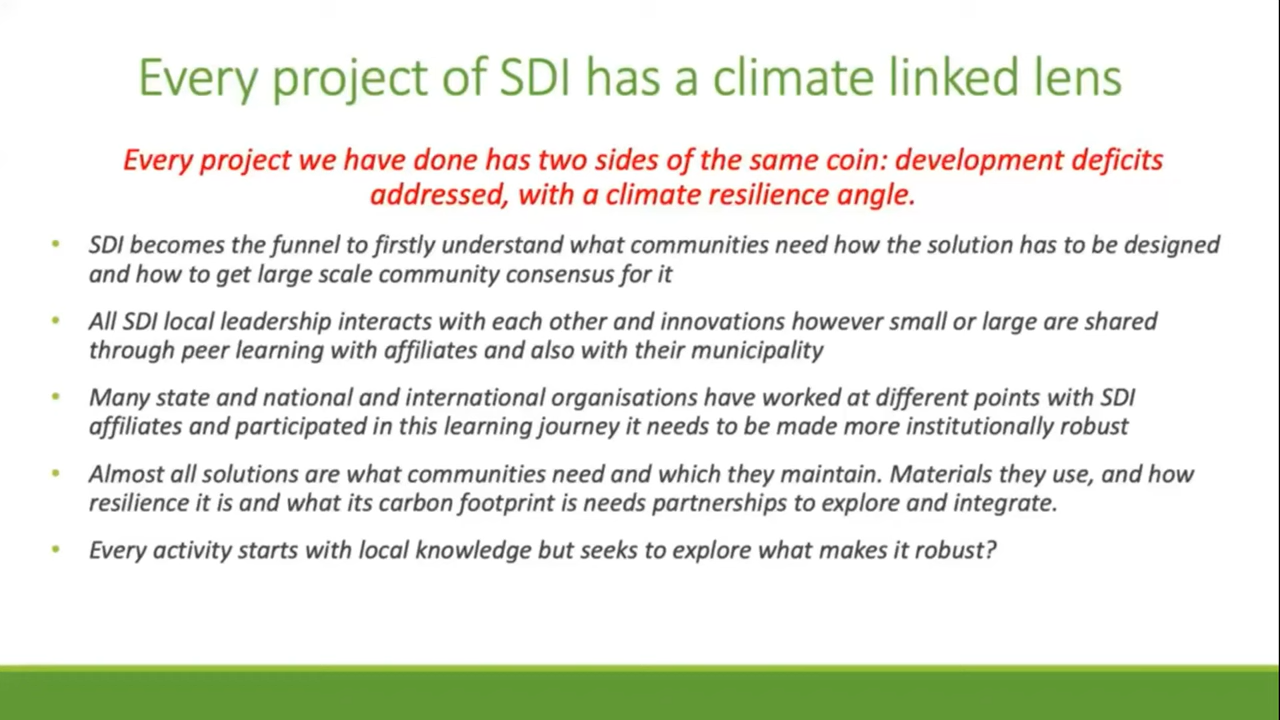 Every project of SDI has a climate linked lens
Every project we have done has two sides of the same coin: development deficits
addressed, with a climate resilience angle.
• SDI becomes the funnel to firstly understand what communities need how the solution has to be designed
and how to get large scale community consensus for it
• All SDI local leadership interacts with each other and innovations however small or large are shared
through peer learning with affiliates and also with their municipality
• Many state and national and international organisations have worked at different points with SDI
affiliates and participated in this learning journey it needs to be made more institutionally robust
• Almost all solutions are what communities need and which they maintain. Materials they use, and how
resilience it is and what its carbon footprint is needs partnerships to explore and integrate.
• Every activity starts with local knowledge but seeks to explore what makes it robust?